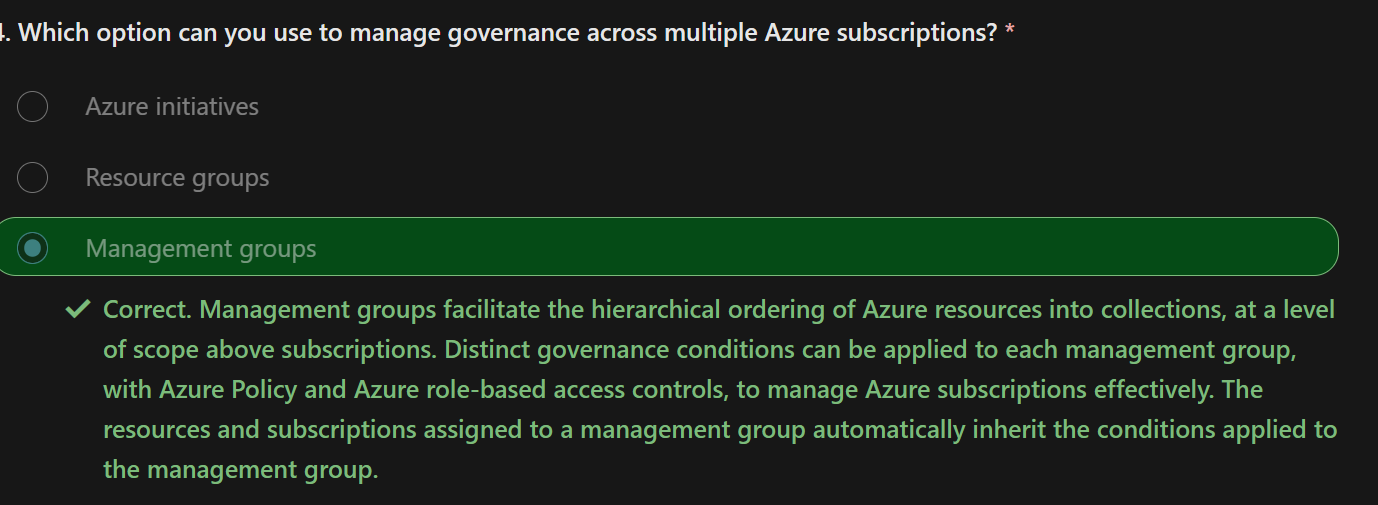 4. Which option can you use to manage governance across multiple Azure subscriptions? *
Azure initiatives
Resource groups
Management groups
Correct. Management groups facilitate the hierarchical ordering of Azure resources into collections, at a level
of scope above subscriptions. Distinct governance conditions can be applied to each management group,
with Azure Policy and Azure role-based access controls, to manage Azure subscriptions effectively. The
resources and subscriptions assigned to a management group automatically inherit the conditions applied to
the management group.